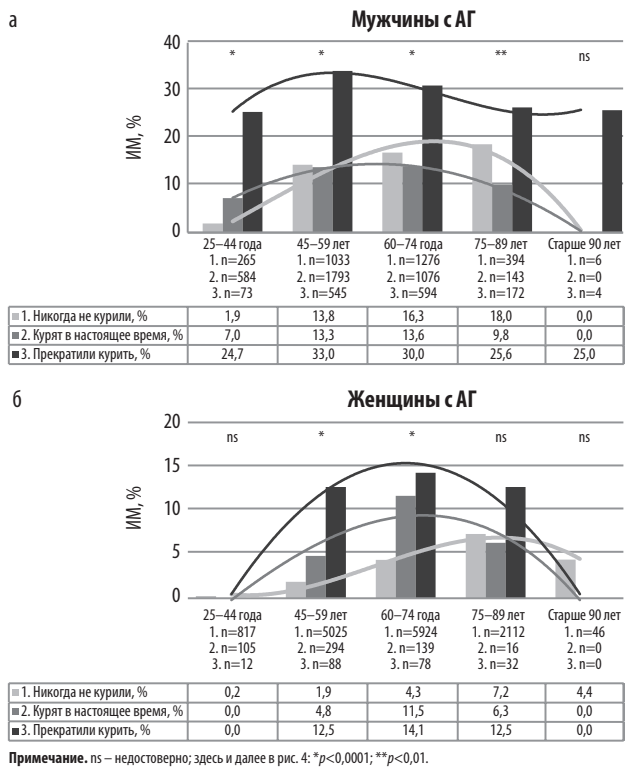 а
Мужчины с АГ
ИМ, %
40
30
20
10
0
* * * ** ns
25–44 года 45–59 лет 60–74 года 75–89 лет Старше 90 лет
1. n=265 1. n=1033 1. n=1276 1. n=394 1. n=6
2. n=584 2. n=1793 2. n=1076 2. n=143 2. n=0
3. n=73 3. n=545 3. n=594 3. n=172 3. n=4
1. Никогда не курили, % 1,9 13,8 16,3 18,0 0,0
2. Курят в настоящее время, % 7,0 13,3 13,6 9,8 0,0
3. Прекратили курить, % 24,7 33,0 30,0 25,6 25,0
б
Женщины с АГ
ИМ, %
20
15
10
5
0
ns * * ns ns
25–44 года 45–59 лет 60–74 года 75–89 лет Старше 90 лет
1. n=817 1. n=5025 1. n=5924 1. n=2112 1. n=46
2. n=105 2. n=294 2. n=139 2. n=16 2. n=0
3. n=12 3. n=88 3. n=78 3. n=32 3. n=0
1. Никогда не курили, % 0,2 1,9 4,3 7,2 4,4
2. Курят в настоящее время, % 0,0 4,8 11,5 6,3 0,0
3. Прекратили курить, % 0,0 12,5 14,1 12,5 0,0
Примечание. ns – недостоверно; здесь и далее в рис. 4: *p<0,0001; **p<0,01.